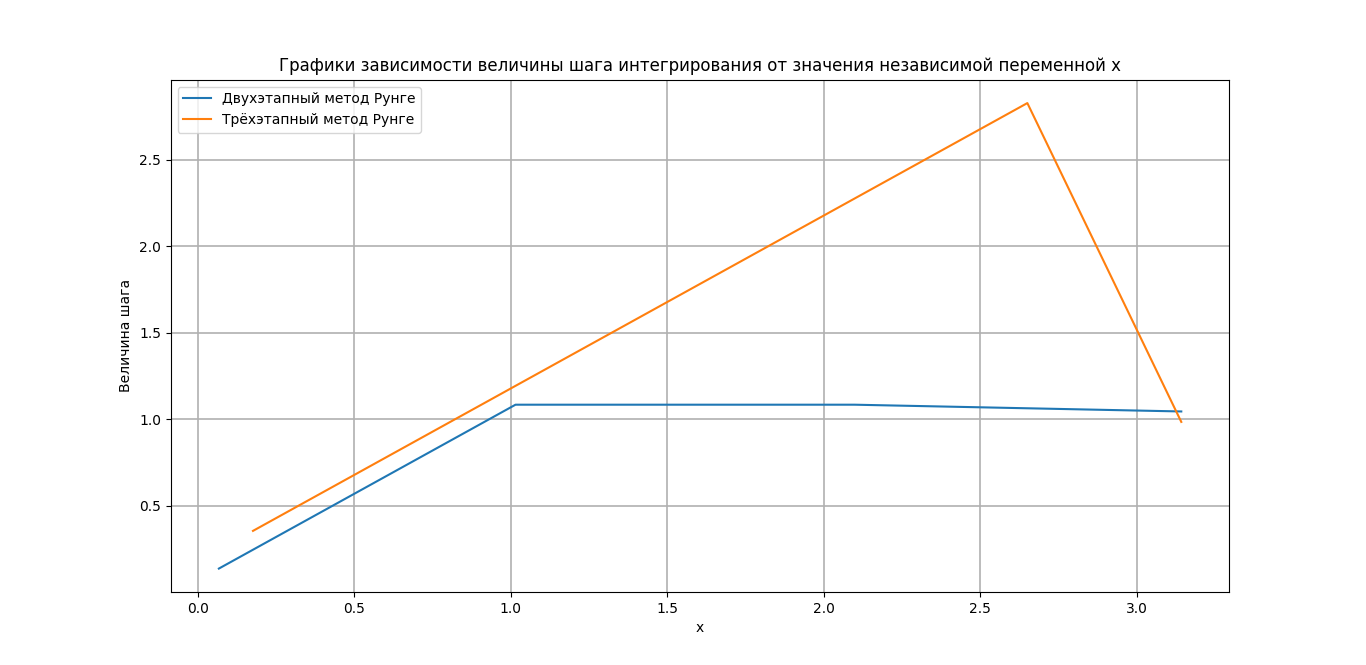 Графики зависимости величины шага интегрирования от значения независимой переменной x
Двухэтапный метод Рунге
Трёхэтапный метод Рунге
Величина шага
2.5
2.0
1.5
1.0
0.5
0.0 0.5 1.0 1.5 2.0 2.5 3.0
x